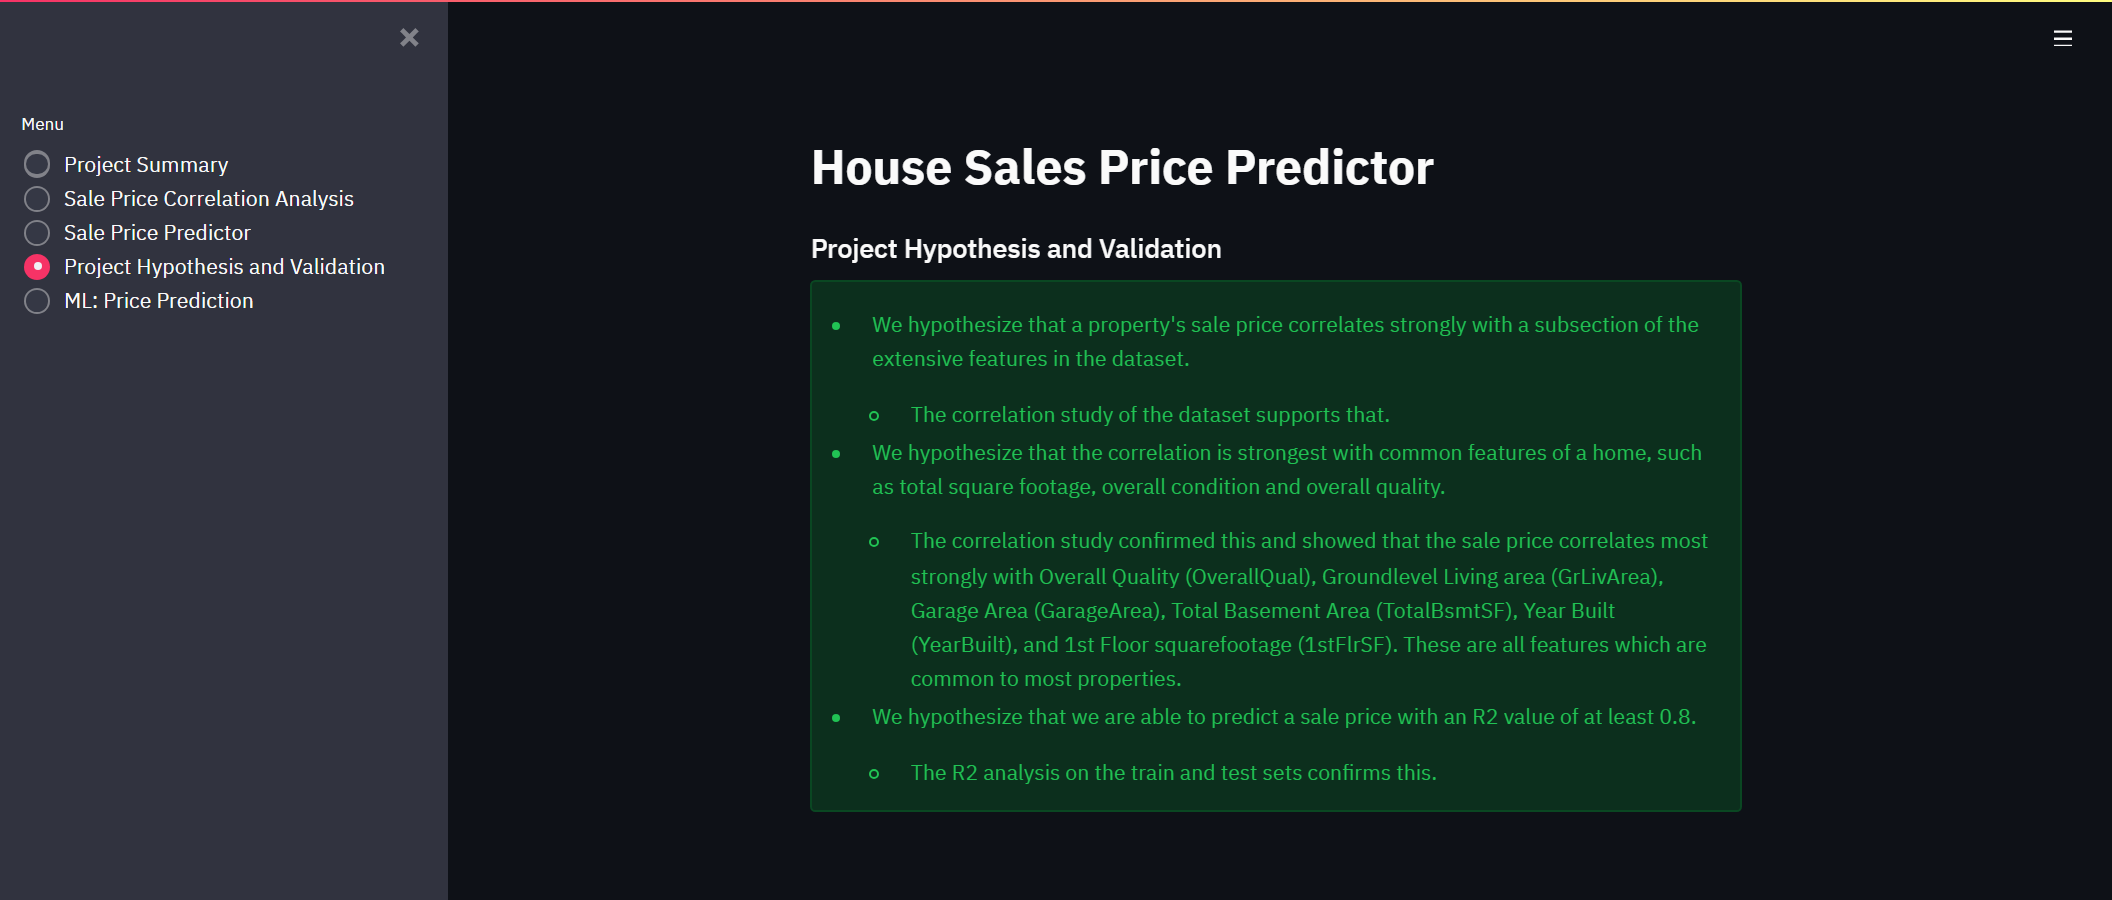 Menu
Project Summary
Sale Price Correlation Analysis
Sale Price Predictor
Project Hypothesis and Validation
ML: Price Prediction
House Sales Price Predictor
Project Hypothesis and Validation
We hypothesize that a property's sale price correlates strongly with a subsection of the
extensive features in the dataset.
The correlation study of the dataset supports that.
We hypothesize that the correlation is strongest with common features of a home, such
as total square footage, overall condition and overall quality.
The correlation study confirmed this and showed that the sale price correlates most
strongly with Overall Quality (OverallQual), Groundlevel Living area (GrLivArea),
Garage Area (GarageArea), Total Basement Area (TotalBsmtSF), Year Built
(YearBuilt), and 1st Floor squarefootage (1stFlrSF). These are all features which are
common to most properties.
We hypothesize that we are able to predict a sale price with an R2 value of at least 0.8.
The R2 analysis on the train and test sets confirms this.